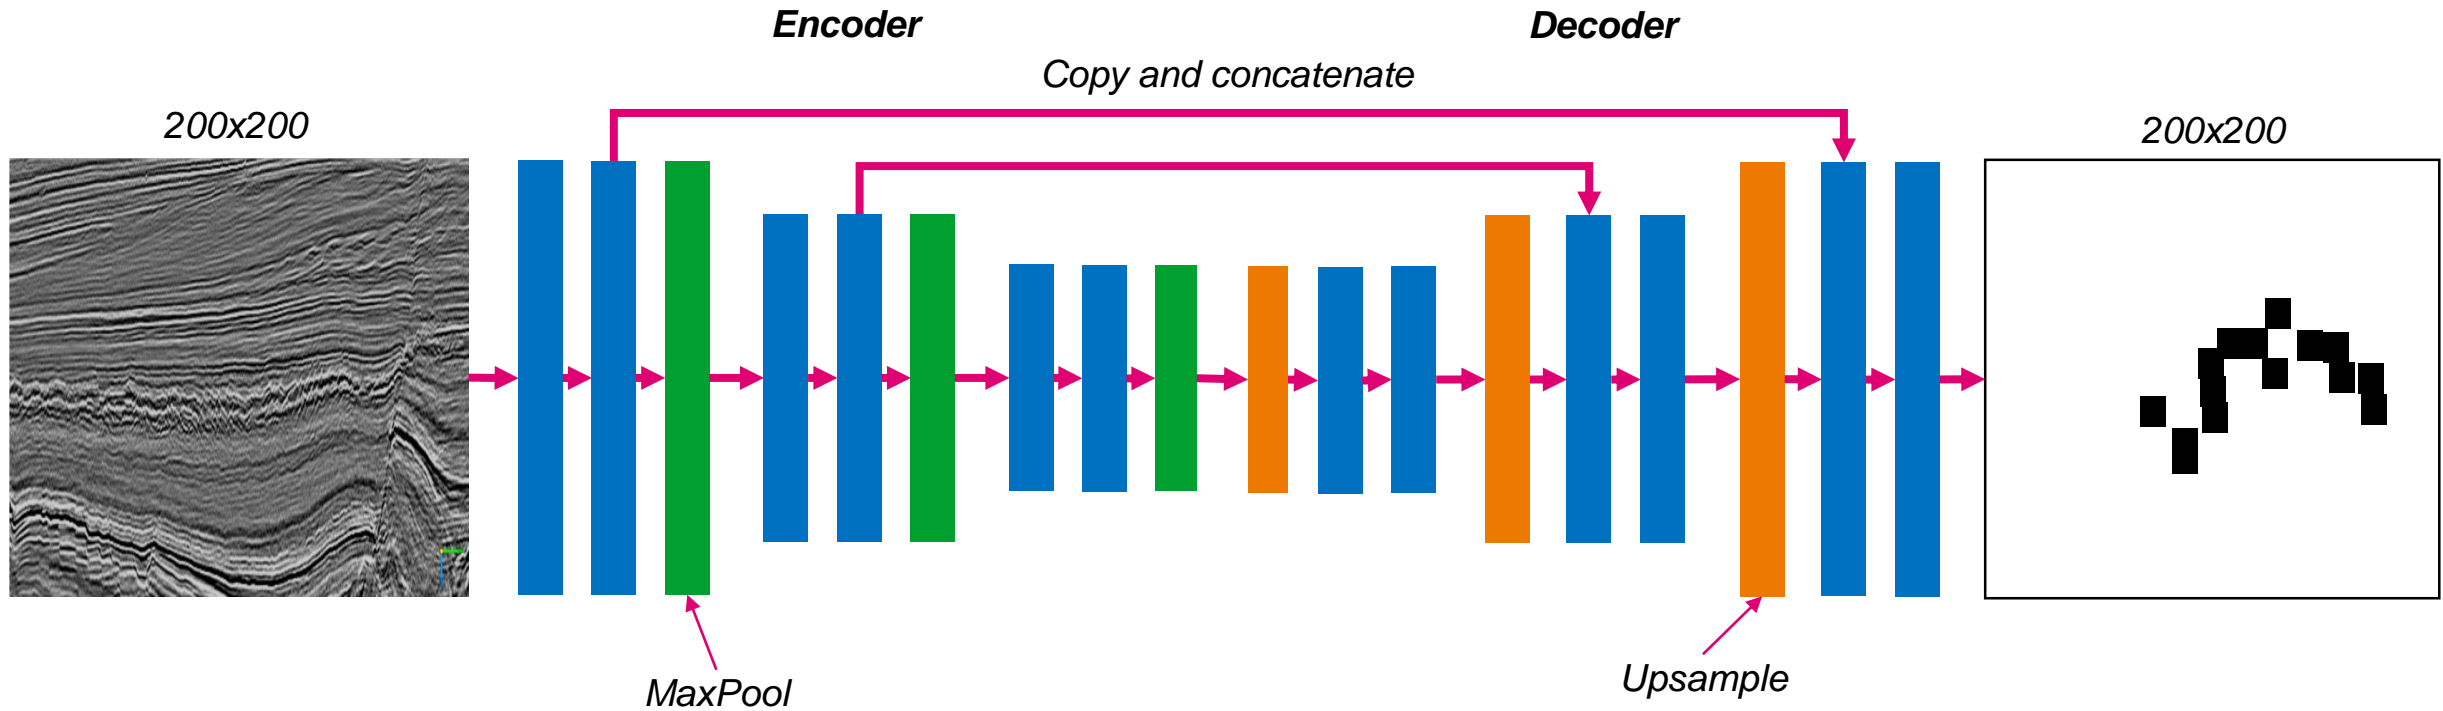 Encoder
Decoder
Copy and concatenate
200x200
200x200
MaxPool
Upsample